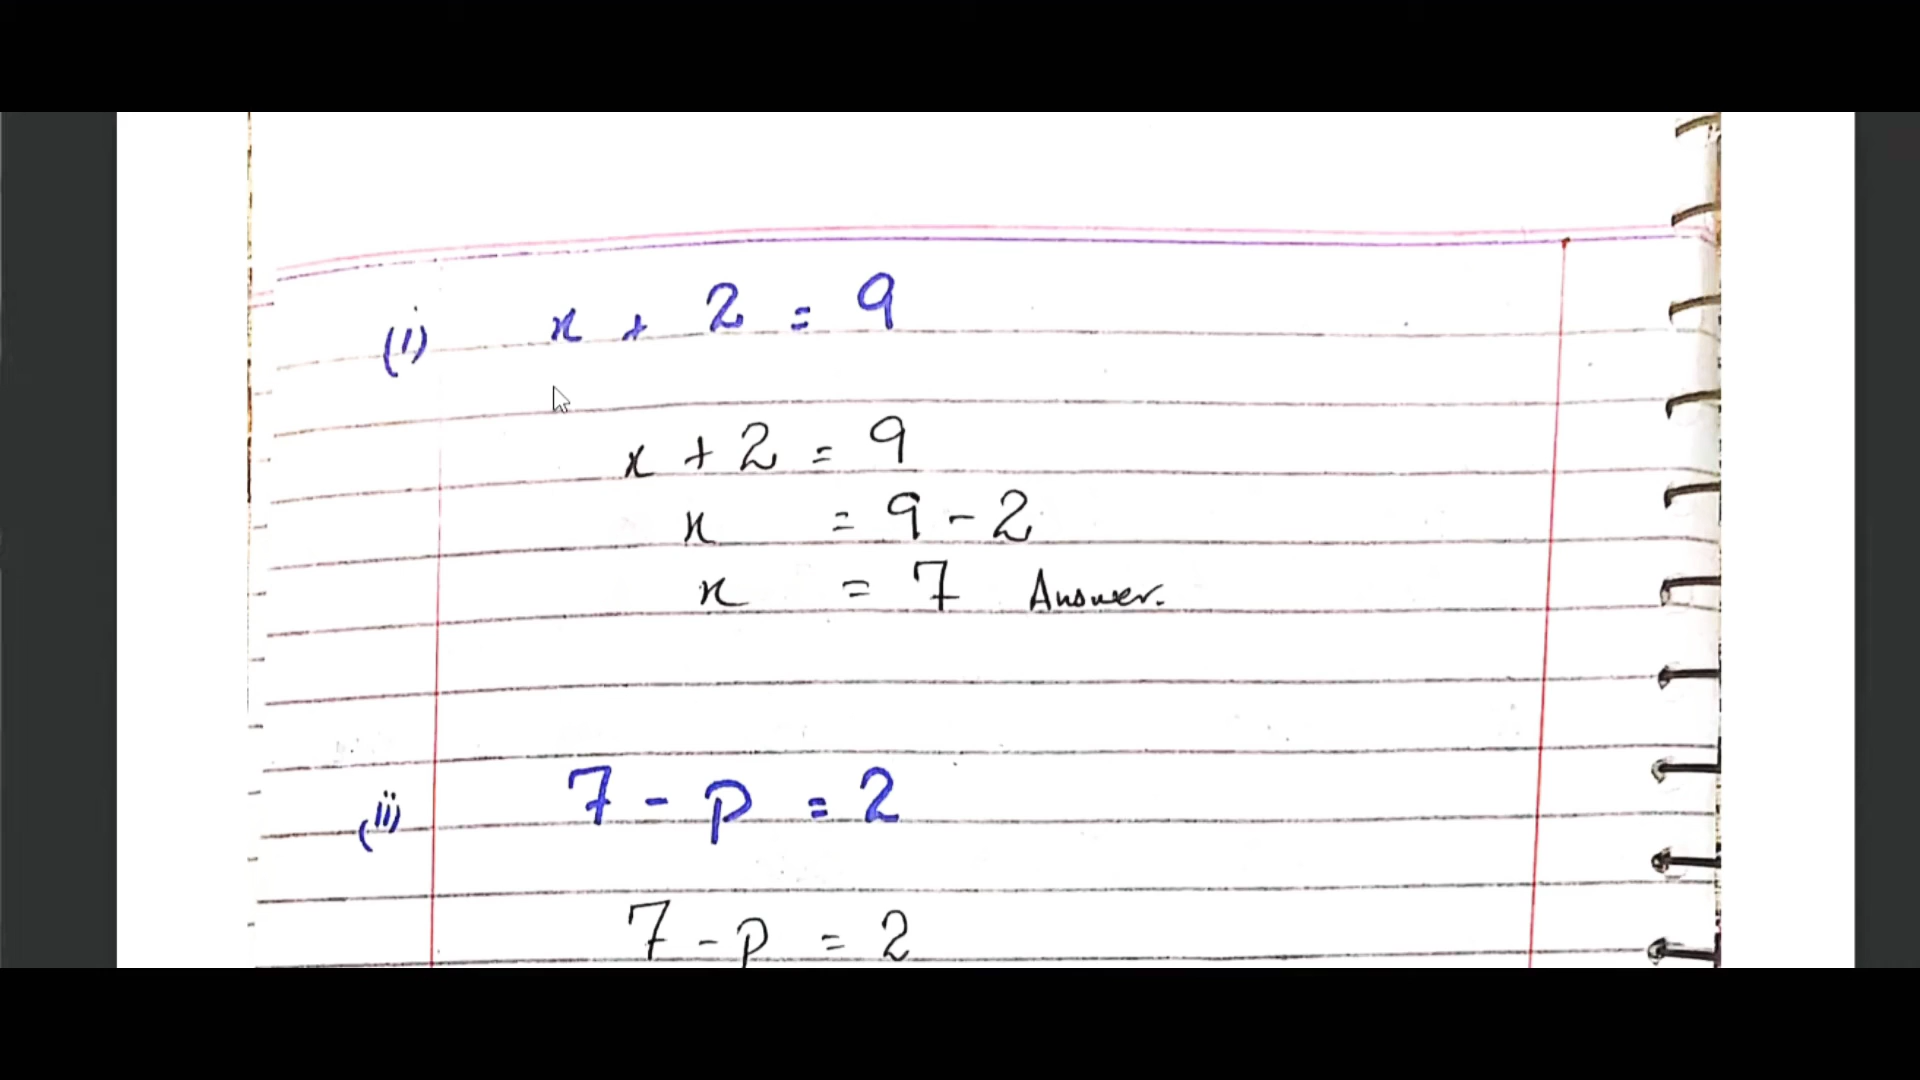 (i) x + 2 = 9
x + 2 = 9
x = 9 - 2
x = 7 Answer.
(ii) 7 - p = 2
7 - p = 2